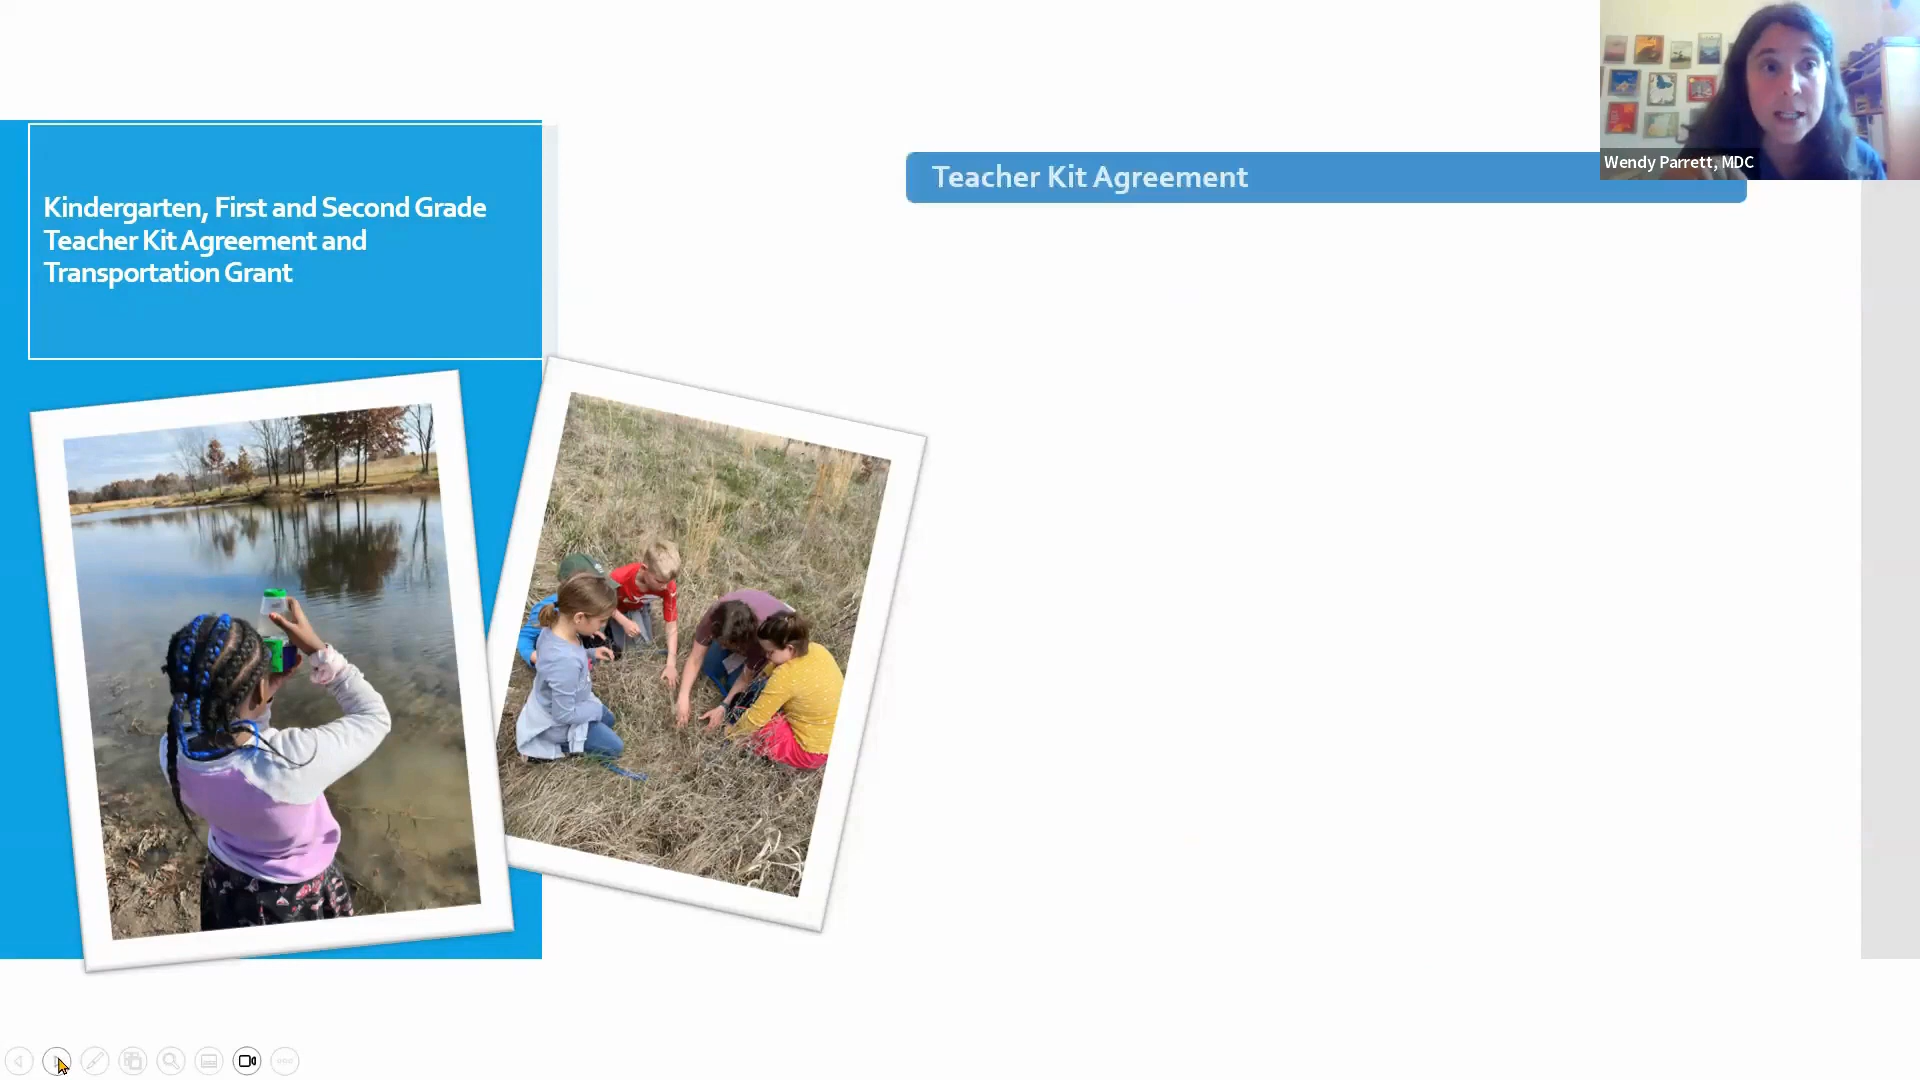 Kindergarten, First and Second Grade
Teacher Kit Agreement and
Transportation Grant
Teacher Kit Agreement
Wendy Parrett, MDC